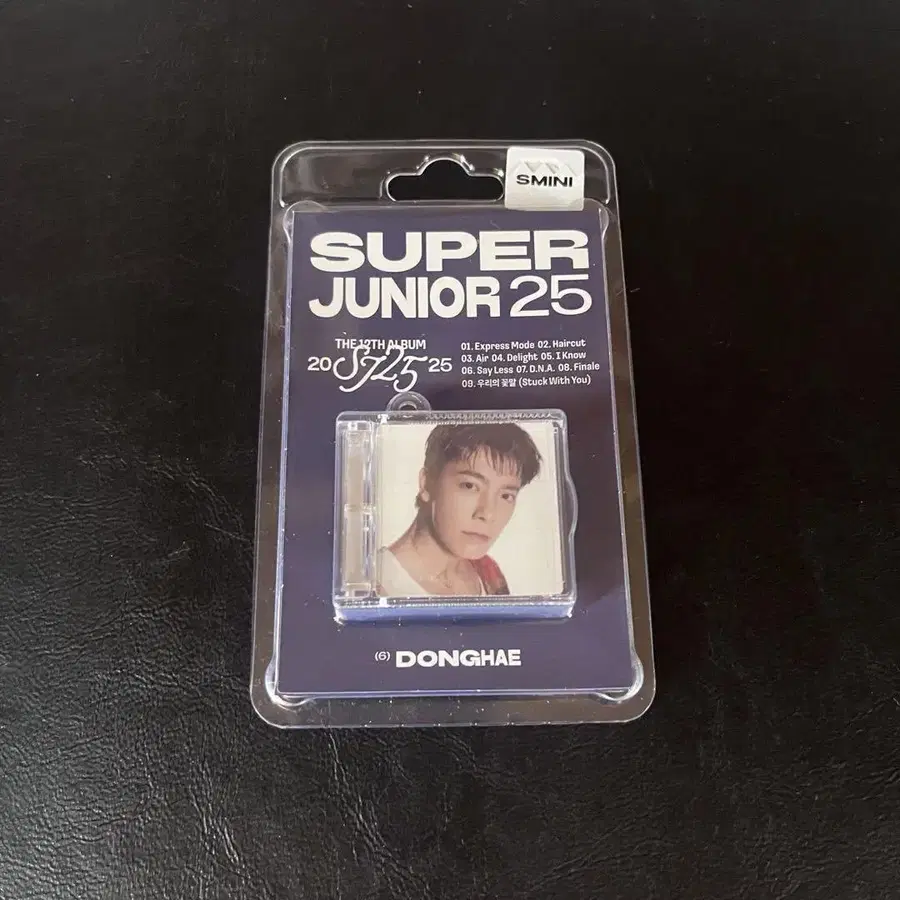 SMINI
SUPER
JUNIOR 25
THE 12TH ALBUM
20 SJ25 25
01. Express Mode 02. Haircut
03. Air 04. Delight 05. I Know
06. Say Less 07. D.N.A. 08. Finale
09. 우리의 꽃말 (Stuck With You)
(6) DONGHAE